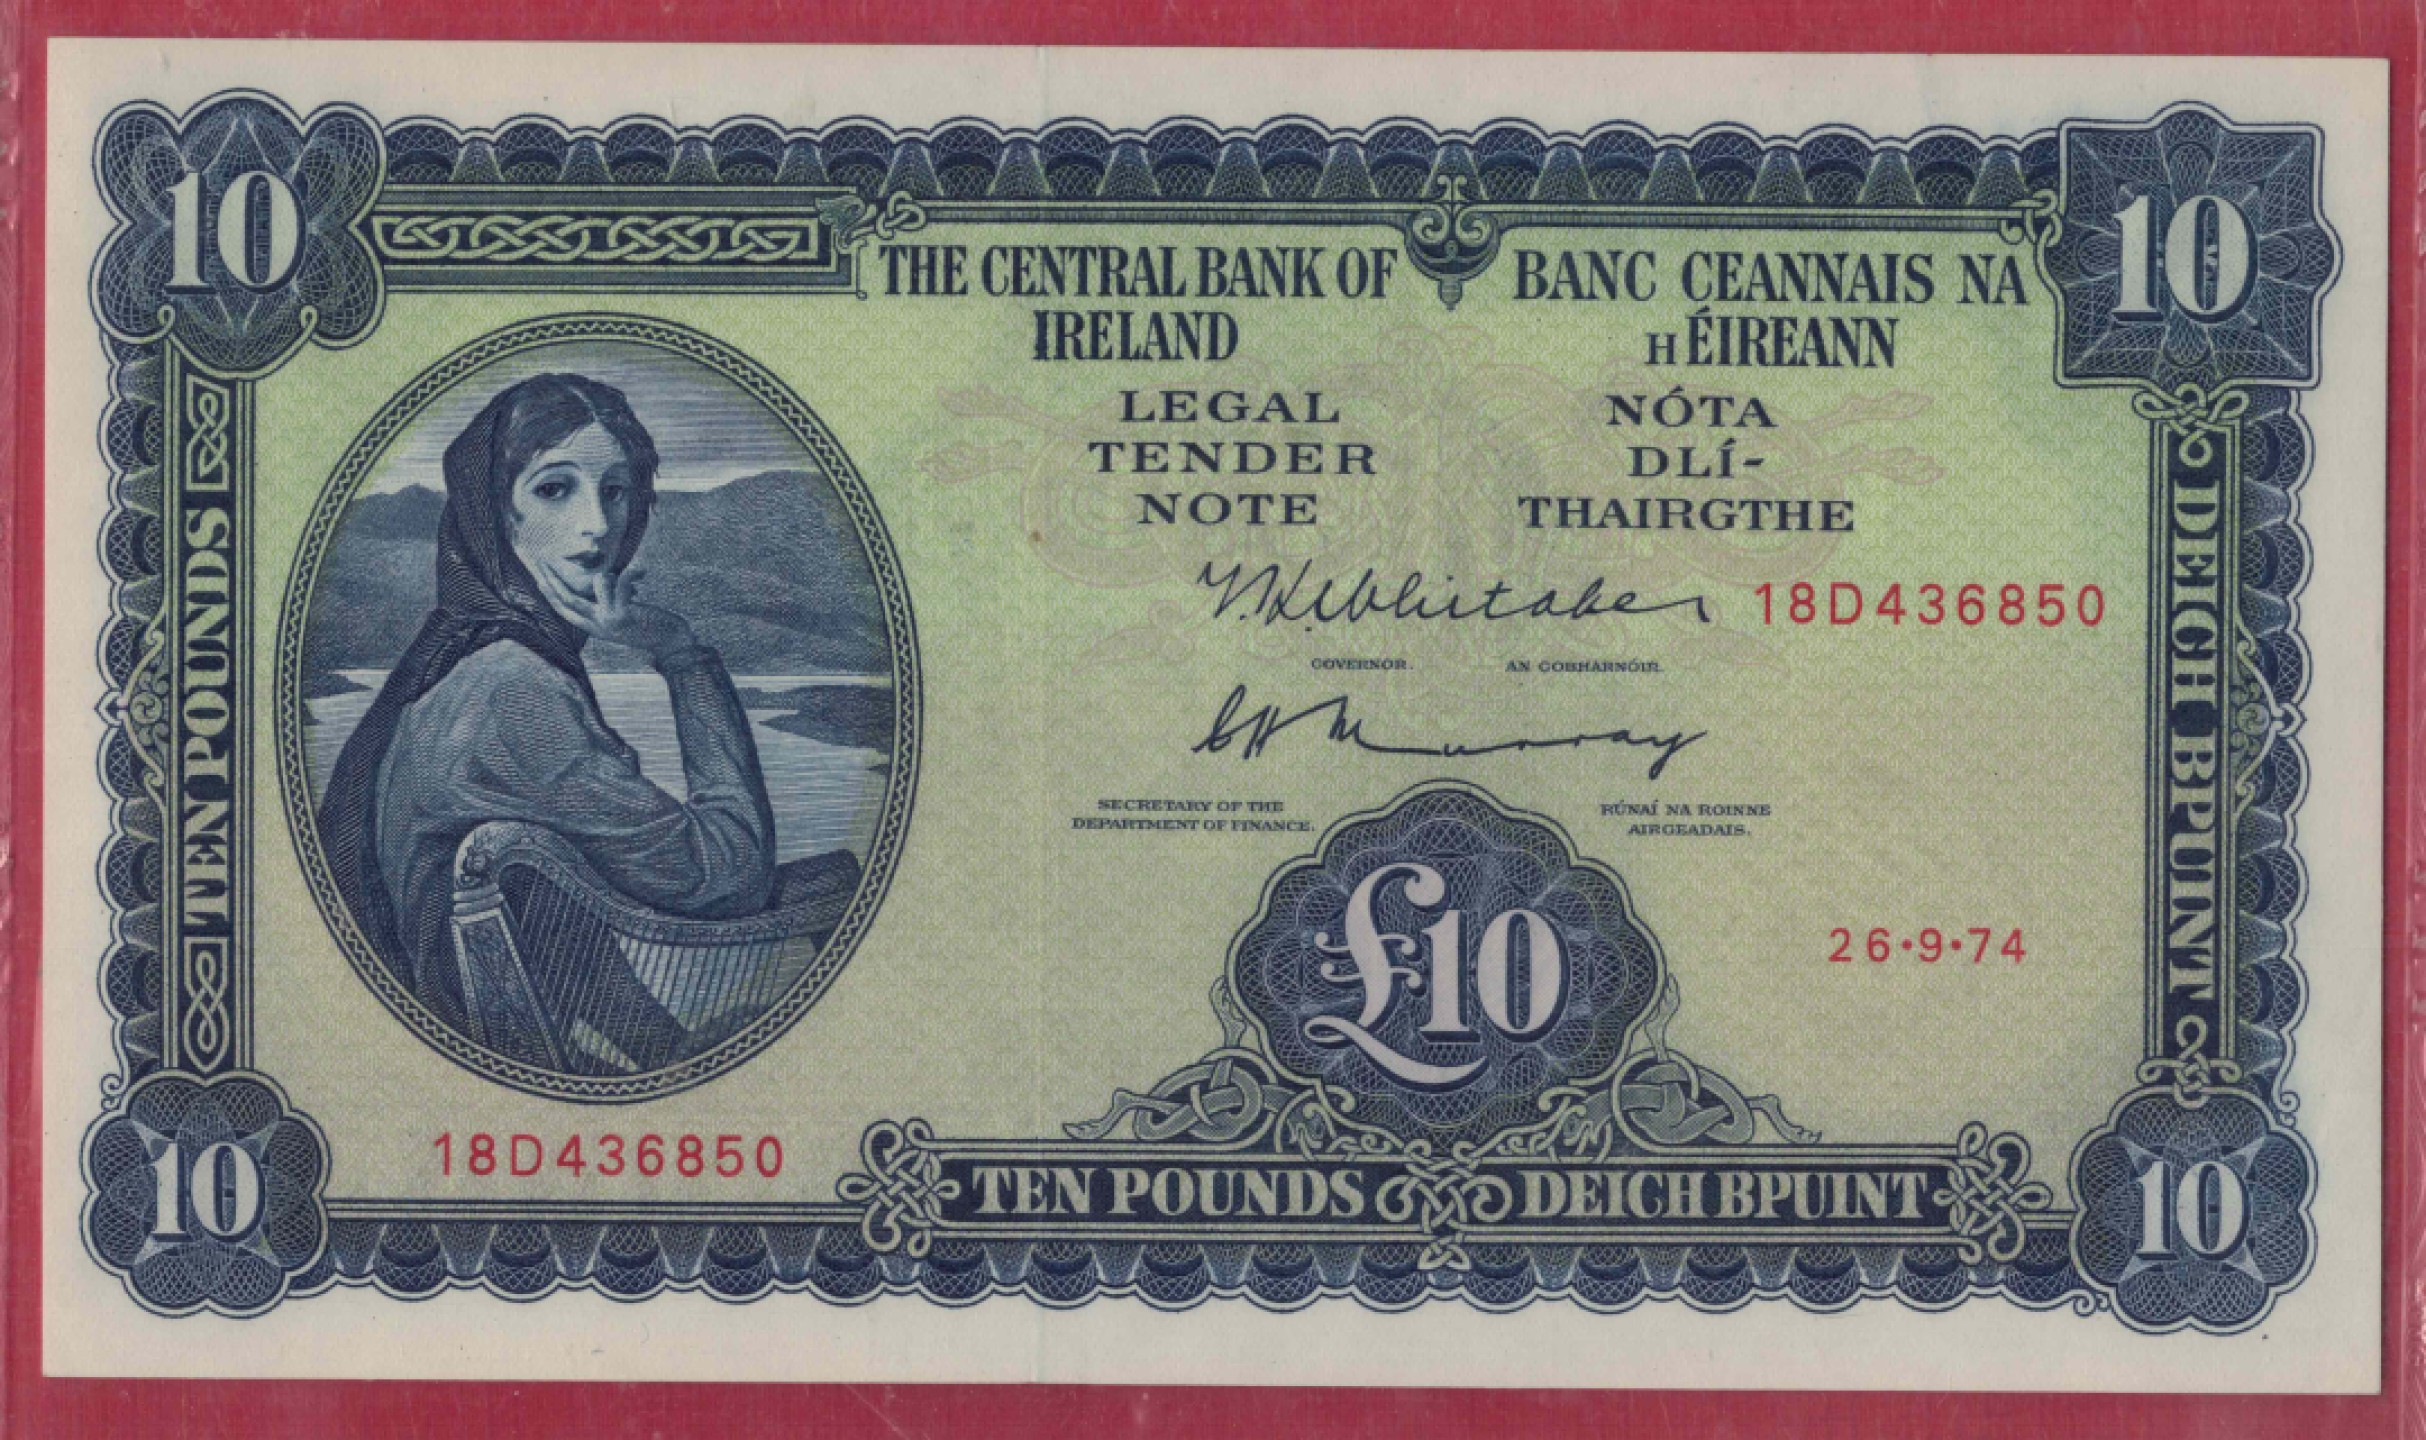 10
10
THE CENTRAL BANK OF
IRELAND
BANC CEANNAIS NA
H ÉIREANN
LEGAL
TENDER
NOTE
NÓTA
DLÍ-
THAIRGTHE
T.K. Whitaker
18D436850
GOVERNOR.
AN GOBHARNÓIR.
C H Murray
SECRETARY OF THE
DEPARTMENT OF FINANCE.
RÚNAÍ NA ROINNE
AIRGEADAIS.
TEN POUNDS
DEICH BPUINT
£10
26•9•74
18D436850
TEN POUNDS
DEICH BPUINT
10
10